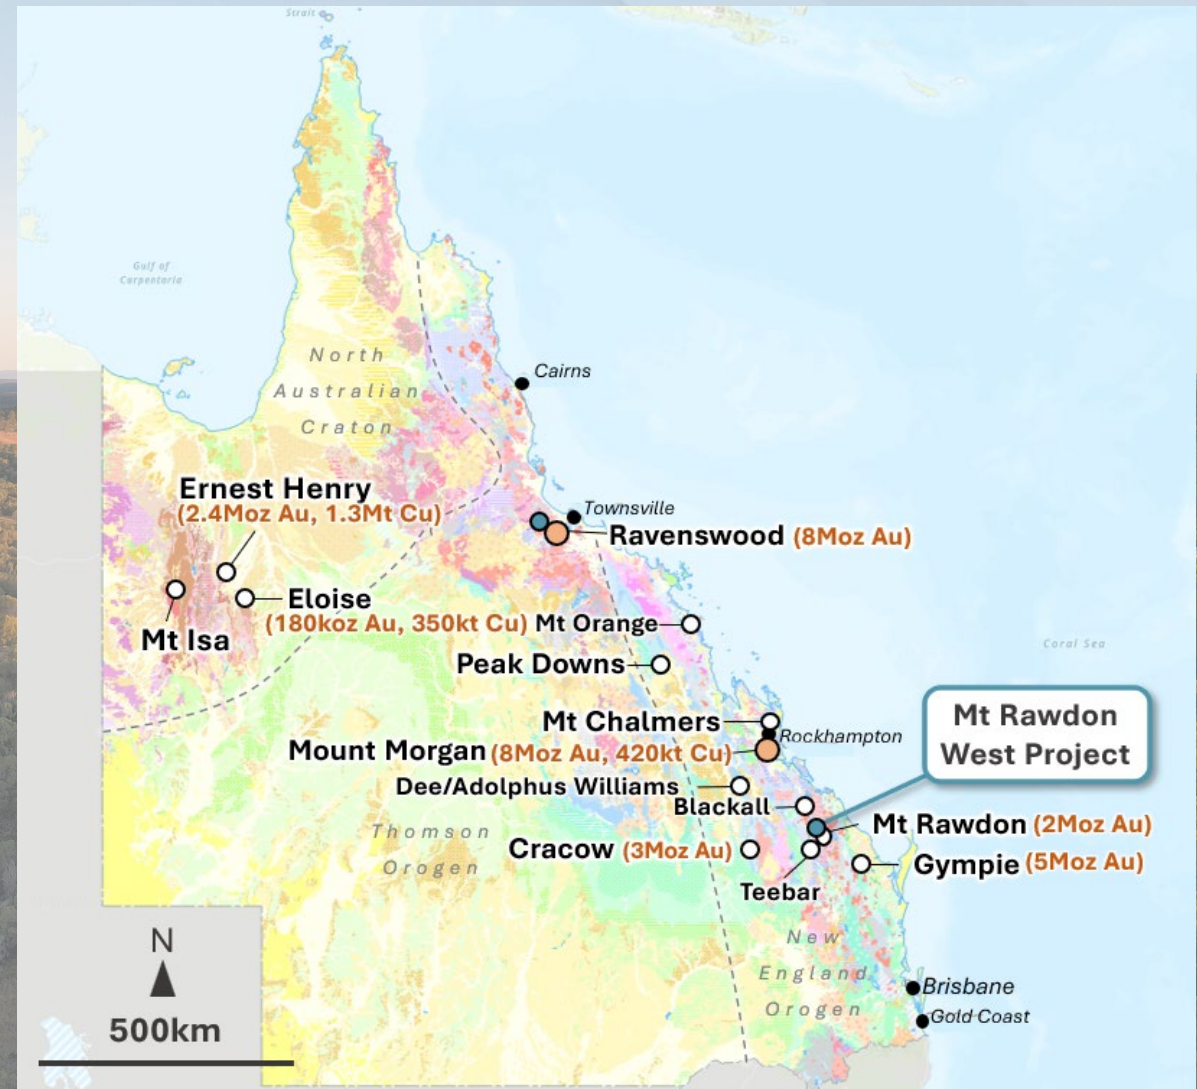 Strait
Gulf of
Carpentaria
North
Australian
Craton
Cairns
Ernest Henry
(2.4Moz Au, 1.3Mt Cu)
Townsville
Ravenswood (8Moz Au)
Eloise
(180koz Au, 350kt Cu)
Mt Isa
Mt Orange
Coral Sea
Peak Downs
Mt Chalmers
Rockhampton
Mount Morgan (8Moz Au, 420kt Cu)
Mt Rawdon
West Project
Dee/Adolphus Williams
Blackall
Mt Rawdon (2Moz Au)
Thomson
Orogen
Cracow (3Moz Au)
Gympie (5Moz Au)
Teebar
New
England
Orogen
N
500km
Brisbane
Gold Coast